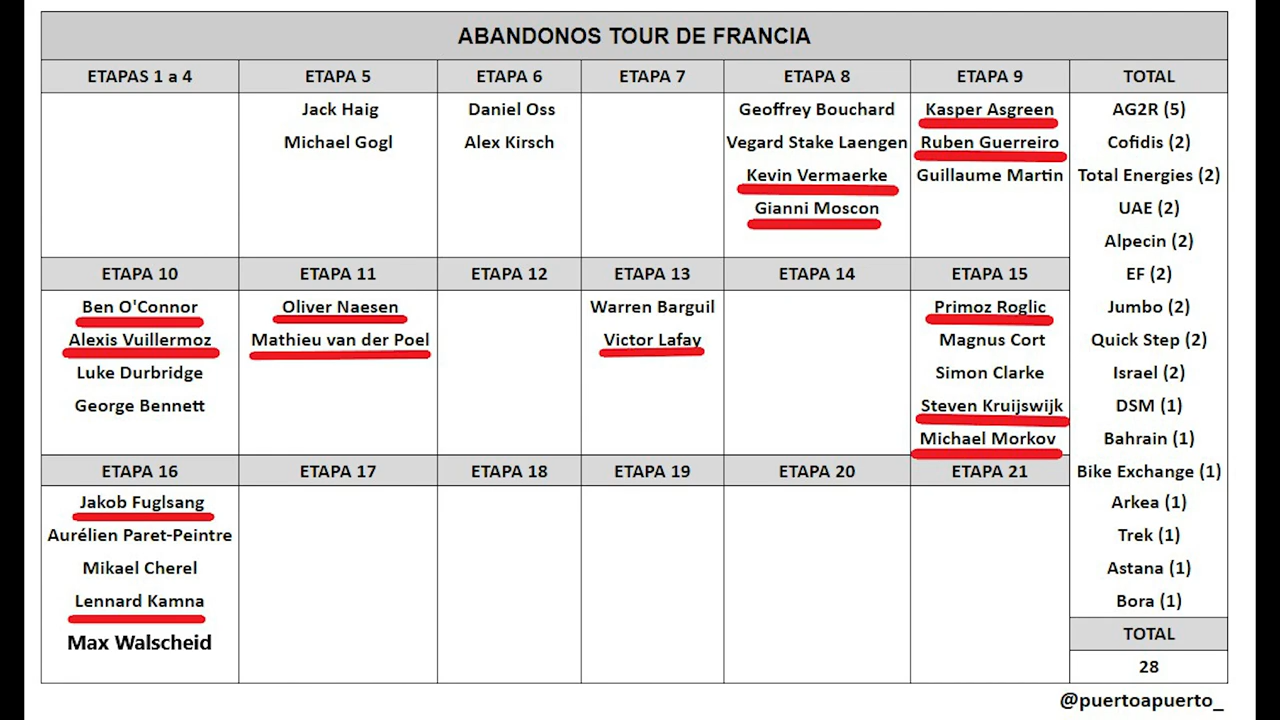 ABANDONOS TOUR DE FRANCIA
ETAPAS 1 a 4 ETAPA 5 ETAPA 6 ETAPA 7 ETAPA 8 ETAPA 9 TOTAL
Jack Haig Daniel Oss Geoffrey Bouchard Kasper Asgreen AG2R (5)
Michael Gogl Alex Kirsch Vegard Stake Laengen Ruben Guerreiro Cofidis (2)
Kevin Vermaerke Guillaume Martin Total Energies (2)
Gianni Moscon UAE (2)
Alpecin (2)
ETAPA 10 ETAPA 11 ETAPA 12 ETAPA 13 ETAPA 14 ETAPA 15 EF (2)
Ben O'Connor Oliver Naesen Warren Barguil Primoz Roglic Jumbo (2)
Alexis Vuillermoz Mathieu van der Poel Victor Lafay Magnus Cort Quick Step (2)
Luke Durbridge Simon Clarke Israel (2)
George Bennett Steven Kruijswijk DSM (1)
Michael Morkov Bahrain (1)
ETAPA 16 ETAPA 17 ETAPA 18 ETAPA 19 ETAPA 20 ETAPA 21 Bike Exchange (1)
Jakob Fuglsang Arkea (1)
Aurélien Paret-Peintre Trek (1)
Mikael Cherel Astana (1)
Lennard Kamna Bora (1)
Max Walscheid TOTAL
28
@puertoapuerto_